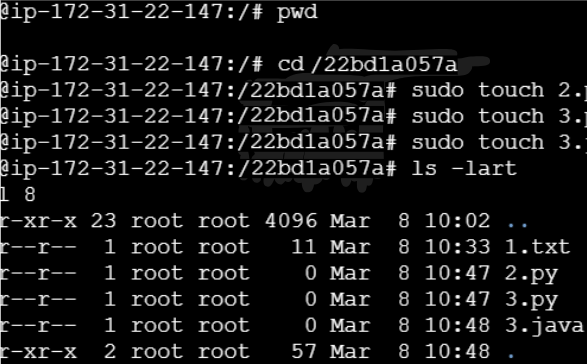 @ip-172-31-22-147:/# pwd
@ip-172-31-22-147:/# cd /22bd1a057a
@ip-172-31-22-147:/22bd1a057a# sudo touch 2.p
@ip-172-31-22-147:/22bd1a057a# sudo touch 3.p
@ip-172-31-22-147:/22bd1a057a# sudo touch 3.
@ip-172-31-22-147:/22bd1a057a# ls -lart
l 8
r-xr-x 23 root root 4096 Mar 8 10:02 ..
r--r-- 1 root root 11 Mar 8 10:33 1.txt
r--r-- 1 root root 0 Mar 8 10:47 2.py
r--r-- 1 root root 0 Mar 8 10:47 3.py
r--r-- 1 root root 0 Mar 8 10:48 3.java
r-xr-x 2 root root 57 Mar 8 10:48 .